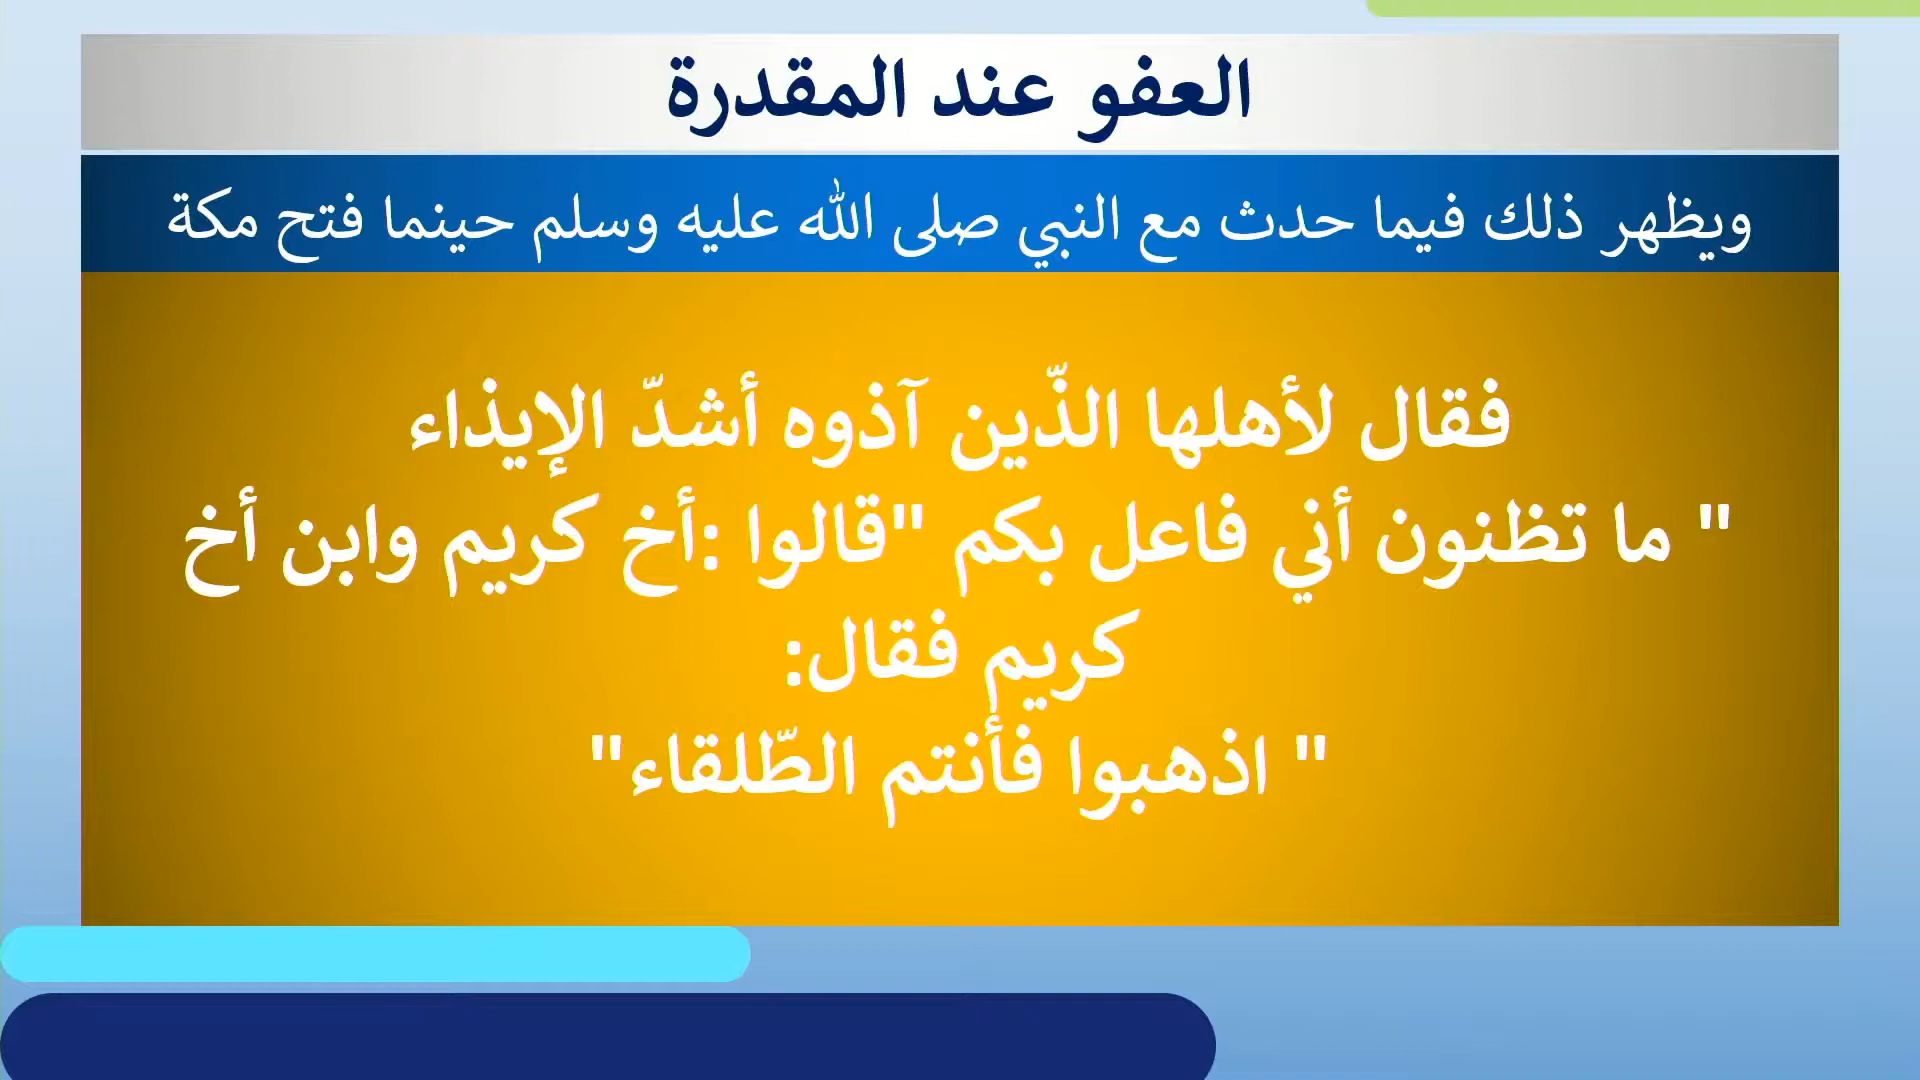 العفو عند المقدرة
ويظهر ذلك فيما حدث مع النبي صلى الله عليه وسلم حينما فتح مكة
فقال لأهلها الذّين آذوه أشدّ الإيذاء
" ما تظنون أني فاعل بكم "قالوا :أخ كريم وابن أخ
كريم فقال:
" اذهبوا فأنتم الطّلقاء"